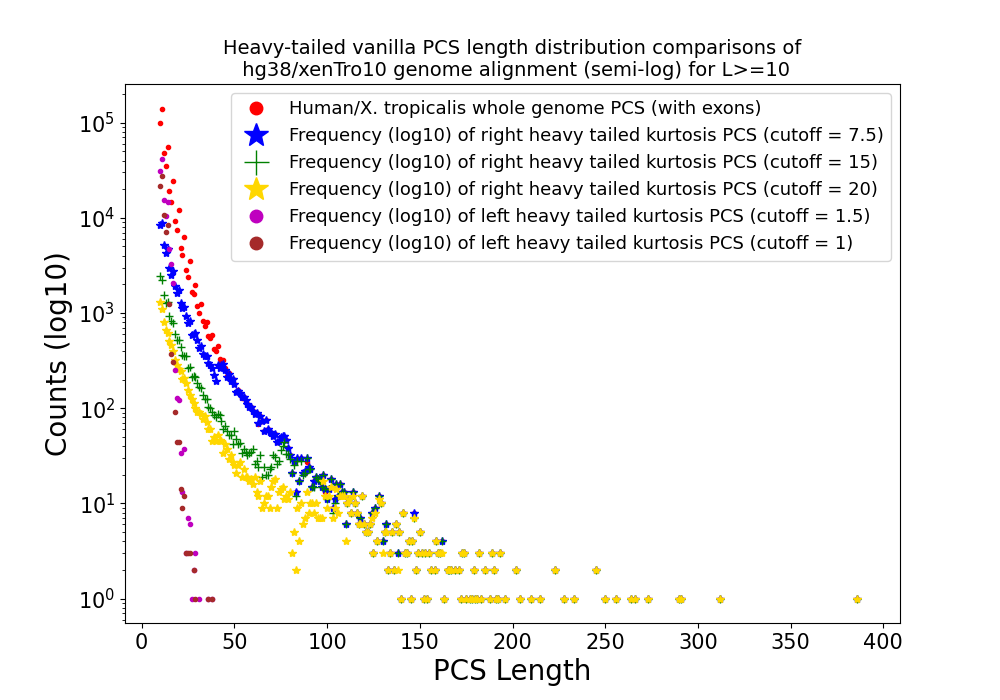 Heavy-tailed vanilla PCS length distribution comparisons of
hg38/xenTro10 genome alignment (semi-log) for L>=10
Human/X. tropicalis whole genome PCS (with exons)
Frequency (log10) of right heavy tailed kurtosis PCS (cutoff = 7.5)
Frequency (log10) of right heavy tailed kurtosis PCS (cutoff = 15)
Frequency (log10) of right heavy tailed kurtosis PCS (cutoff = 20)
Frequency (log10) of left heavy tailed kurtosis PCS (cutoff = 1.5)
Frequency (log10) of left heavy tailed kurtosis PCS (cutoff = 1)
Counts (log10)
10⁵
10⁴
10³
10²
10¹
10⁰
0 50 100 150 200 250 300 350 400
PCS Length